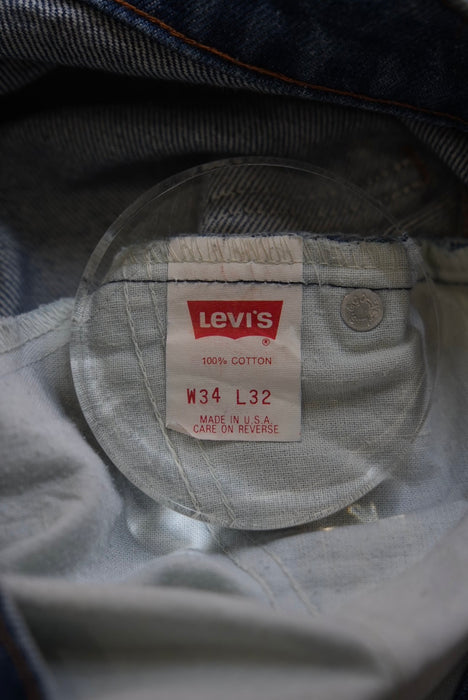 Levi's
®
100% COTTON
W34 L32
MADE IN U.S.A.
CARE ON REVERSE